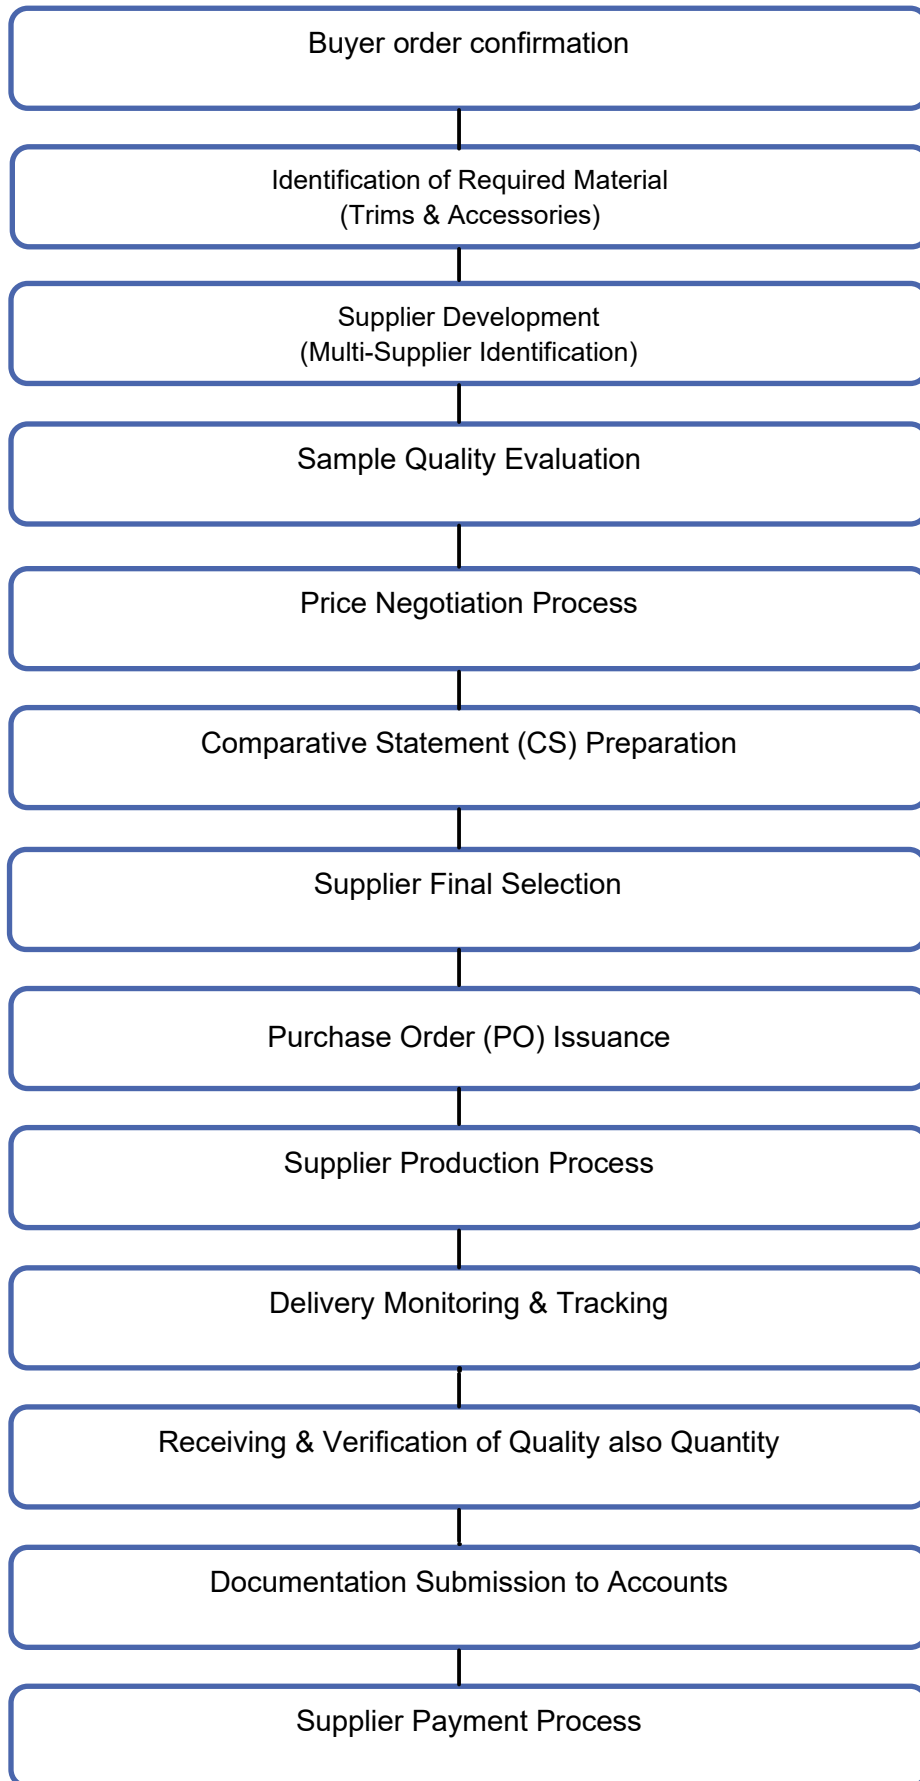 Buyer order confirmation
Identification of Required Material
(Trims & Accessories)
Supplier Development
(Multi-Supplier Identification)
Sample Quality Evaluation
Price Negotiation Process
Comparative Statement (CS) Preparation
Supplier Final Selection
Purchase Order (PO) Issuance
Supplier Production Process
Delivery Monitoring & Tracking
Receiving & Verification of Quality also Quantity
Documentation Submission to Accounts
Supplier Payment Process